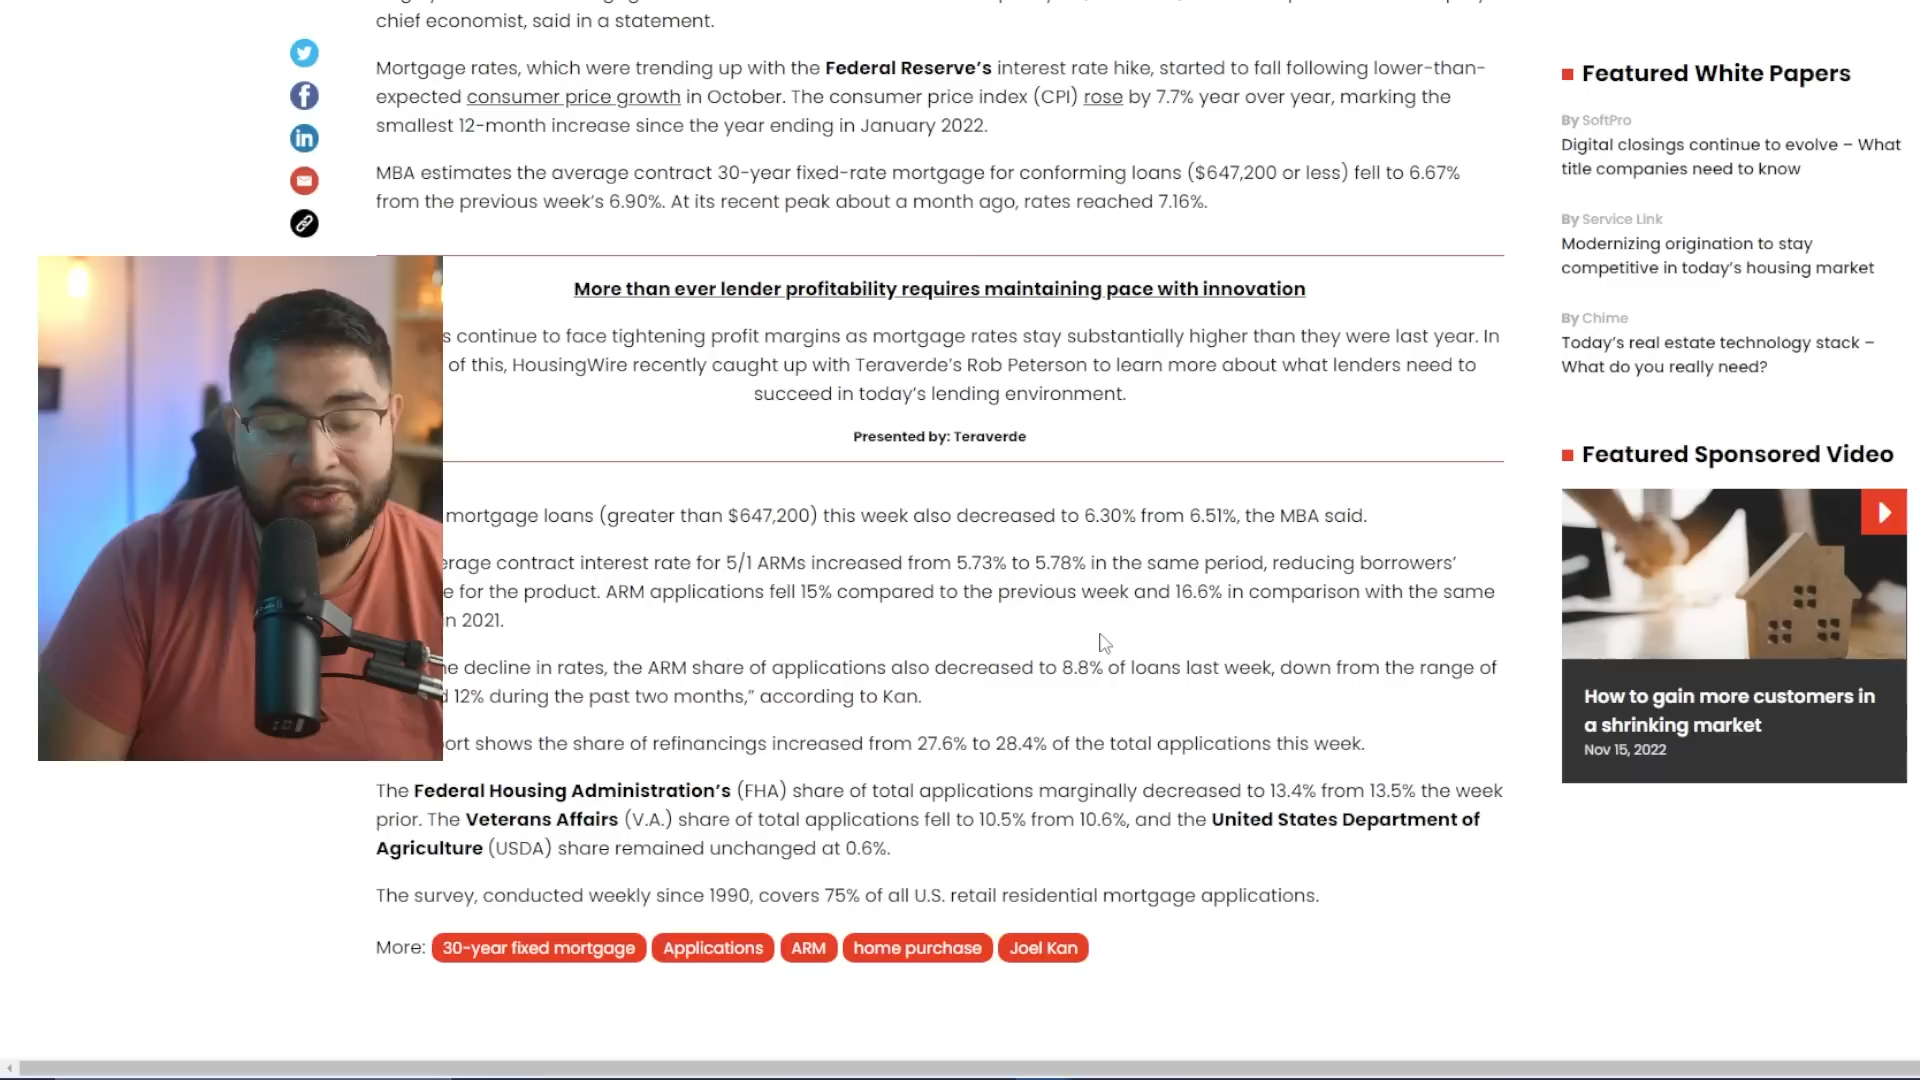 chief economist, said in a statement.
Mortgage rates, which were trending up with the Federal Reserve's interest rate hike, started to fall following lower-than-
expected consumer price growth in October. The consumer price index (CPI) rose by 7.7% year over year, marking the
smallest 12-month increase since the year ending in January 2022.
MBA estimates the average contract 30-year fixed-rate mortgage for conforming loans ($647,200 or less) fell to 6.67%
from the previous week's 6.90%. At its recent peak about a month ago, rates reached 7.16%.
More than ever lender profitability requires maintaining pace with innovation
continue to face tightening profit margins as mortgage rates stay substantially higher than they were last year. In
of this, HousingWire recently caught up with Teraverde's Rob Peterson to learn more about what lenders need to
succeed in today's lending environment.
Presented by: Teraverde
mortgage loans (greater than $647,200) this week also decreased to 6.30% from 6.51%, the MBA said.
contract interest rate for 5/1 ARMs increased from 5.73% to 5.78% in the same period, reducing borrowers'
for the product. ARM applications fell 15% compared to the previous week and 16.6% in comparison with the same
in 2021.
decline in rates, the ARM share of applications also decreased to 8.8% of loans last week, down from the range of
12% during the past two months," according to Kan.
shows the share of refinancings increased from 27.6% to 28.4% of the total applications this week.
The Federal Housing Administration's (FHA) share of total applications marginally decreased to 13.4% from 13.5% the week
prior. The Veterans Affairs (V.A.) share of total applications fell to 10.5% from 10.6%, and the United States Department of
Agriculture (USDA) share remained unchanged at 0.6%.
The survey, conducted weekly since 1990, covers 75% of all U.S. retail residential mortgage applications.
More: 30-year fixed mortgage Applications ARM home purchase Joel Kan
Featured White Papers
By SoftPro
Digital closings continue to evolve – What
title companies need to know
By Service Link
Modernizing origination to stay
competitive in today's housing market
By Chime
Today's real estate technology stack –
What do you really need?
Featured Sponsored Video
How to gain more customers in
a shrinking market
Nov 15, 2022